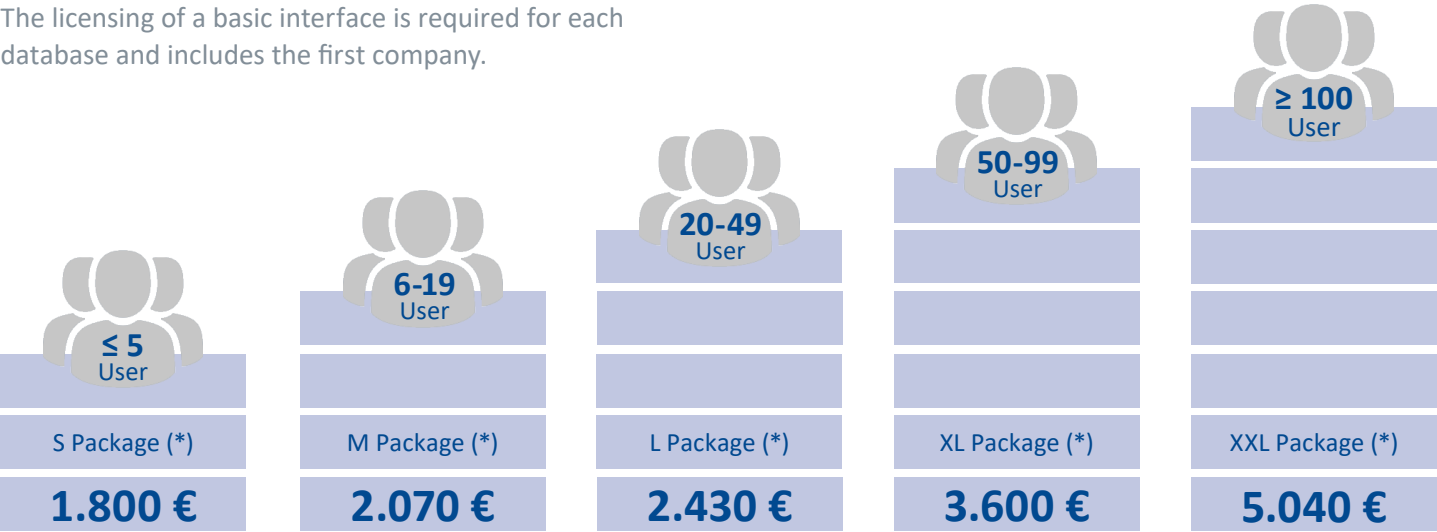 The licensing of a basic interface is required for each
database and includes the first company.
≤ 5
User
S Package (*)
1.800 €
6-19
User
M Package (*)
2.070 €
20-49
User
L Package (*)
2.430 €
50-99
User
XL Package (*)
3.600 €
≥ 100
User
XXL Package (*)
5.040 €